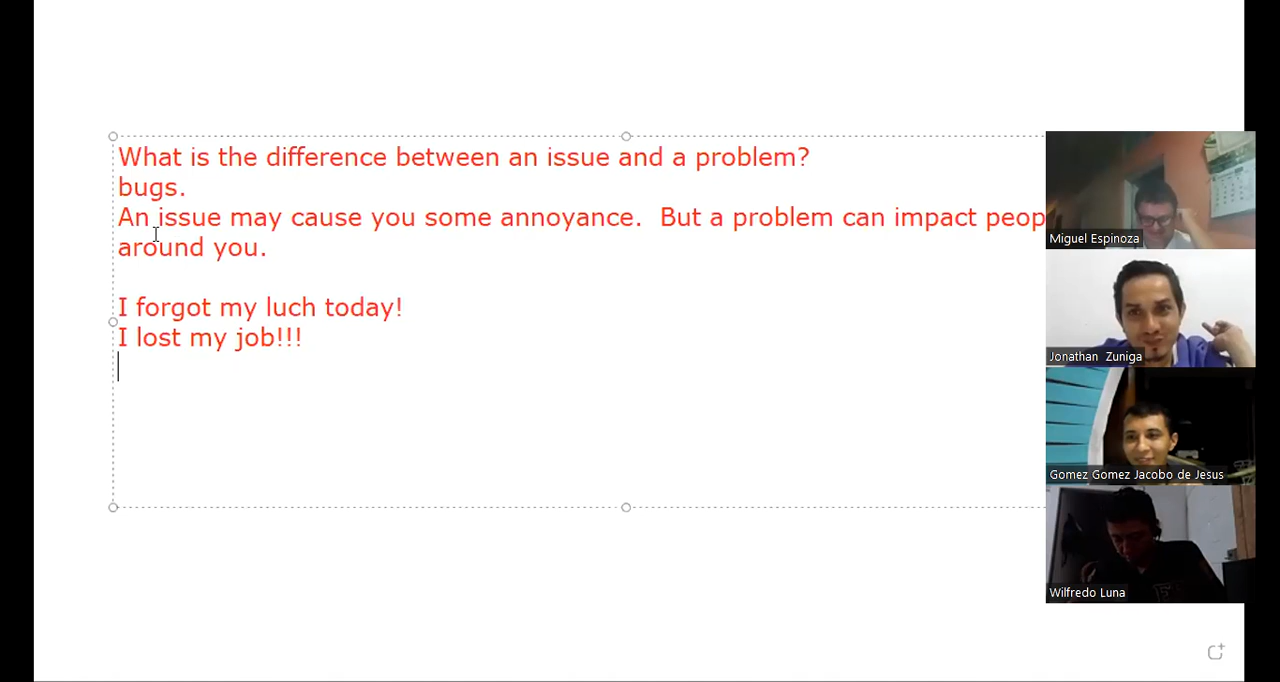 What is the difference between an issue and a problem?
bugs.
An issue may cause you some annoyance.  But a problem can impact peop
around you.
I forgot my luch today!
I lost my job!!!
Miguel Espinoza
Jonathan  Zuniga
Gomez Gomez Jacobo de Jesus
Wilfredo Luna